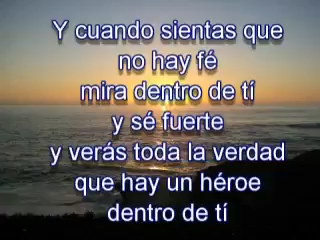 Y cuando sientas que
no hay fé
mira dentro de tí
y sé fuerte
y verás toda la verdad
que hay un héroe
dentro de tí